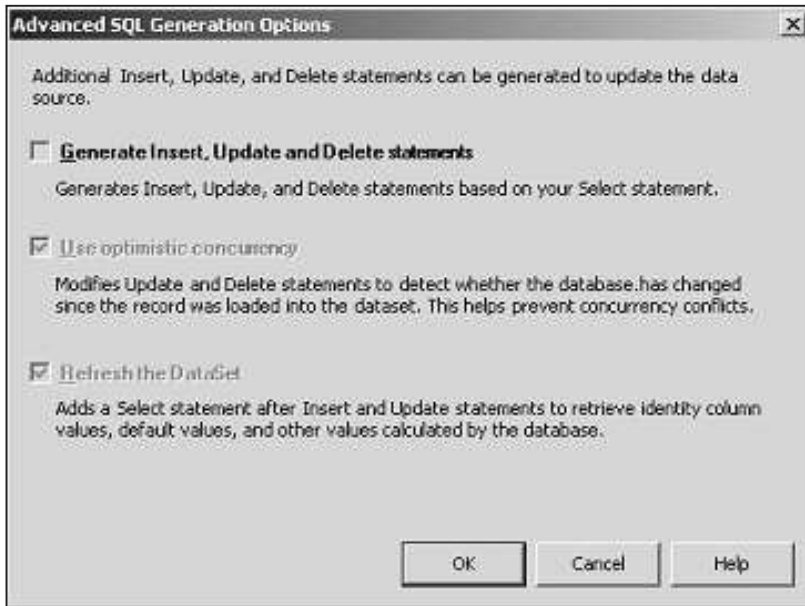 Advanced SQL Generation Options
Additional Insert, Update, and Delete statements can be generated to update the data
source.
Generate Insert, Update and Delete statements
Generates Insert, Update, and Delete statements based on your Select statement.
Use optimistic concurrency
Modifies Update and Delete statements to detect whether the database.has changed
since the record was loaded into the dataset. This helps prevent concurrency conflicts.
Refresh the DataSet
Adds a Select statement after Insert and Update statements to retrieve identity column
values, default values, and other values calculated by the database.
OK
Cancel
Help